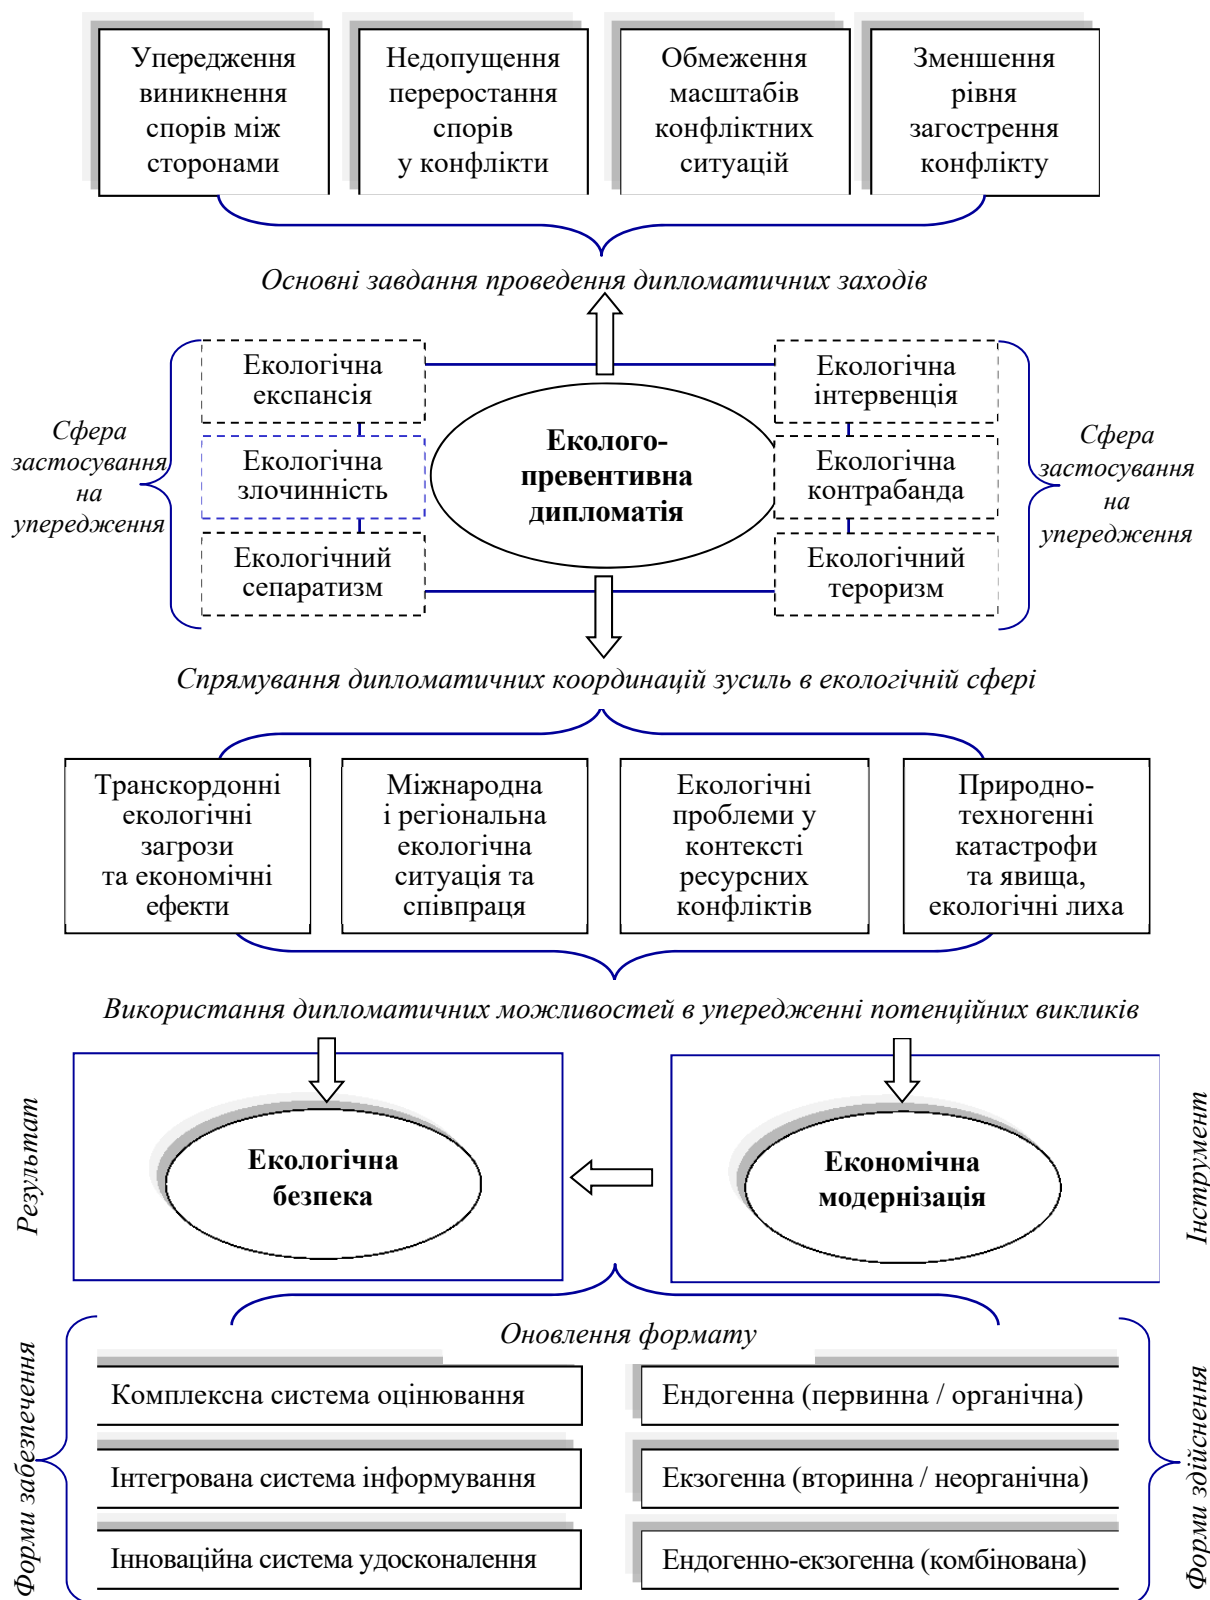 Упередження
виникнення
спорів між
сторонами
Недопущення
переростання
спорів
у конфлікти
Обмеження
масштабів
конфліктних
ситуацій
Зменшення
рівня
загострення
конфлікту
Основні завдання проведення дипломатичних заходів
Сфера
застосування
на
упередження
Екологічна
експансія
Екологічна
злочинність
Екологічний
сепаратизм
Еколого-
превентивна
дипломатія
Екологічна
інтервенція
Екологічна
контрабанда
Екологічний
тероризм
Сфера
застосування
на
упередження
Спрямування дипломатичних координацій зусиль в екологічній сфері
Транскордонні
екологічні
загрози
та економічні
ефекти
Міжнародна
і регіональна
екологічна
ситуація та
співпраця
Екологічні
проблеми у
контексті
ресурсних
конфліктів
Природно-
техногенні
катастрофи
та явища,
екологічні лиха
Використання дипломатичних можливостей в упередженні потенційних викликів
Результат
Екологічна
безпека
Економічна
модернізація
Інструмент
Оновлення формату
Форми забезпечення
Комплексна система оцінювання
Інтегрована система інформування
Інноваційна система удосконалення
Ендогенна (первинна / органічна)
Екзогенна (вторинна / неорганічна)
Ендогенно-екзогенна (комбінована)
Форми здійснення